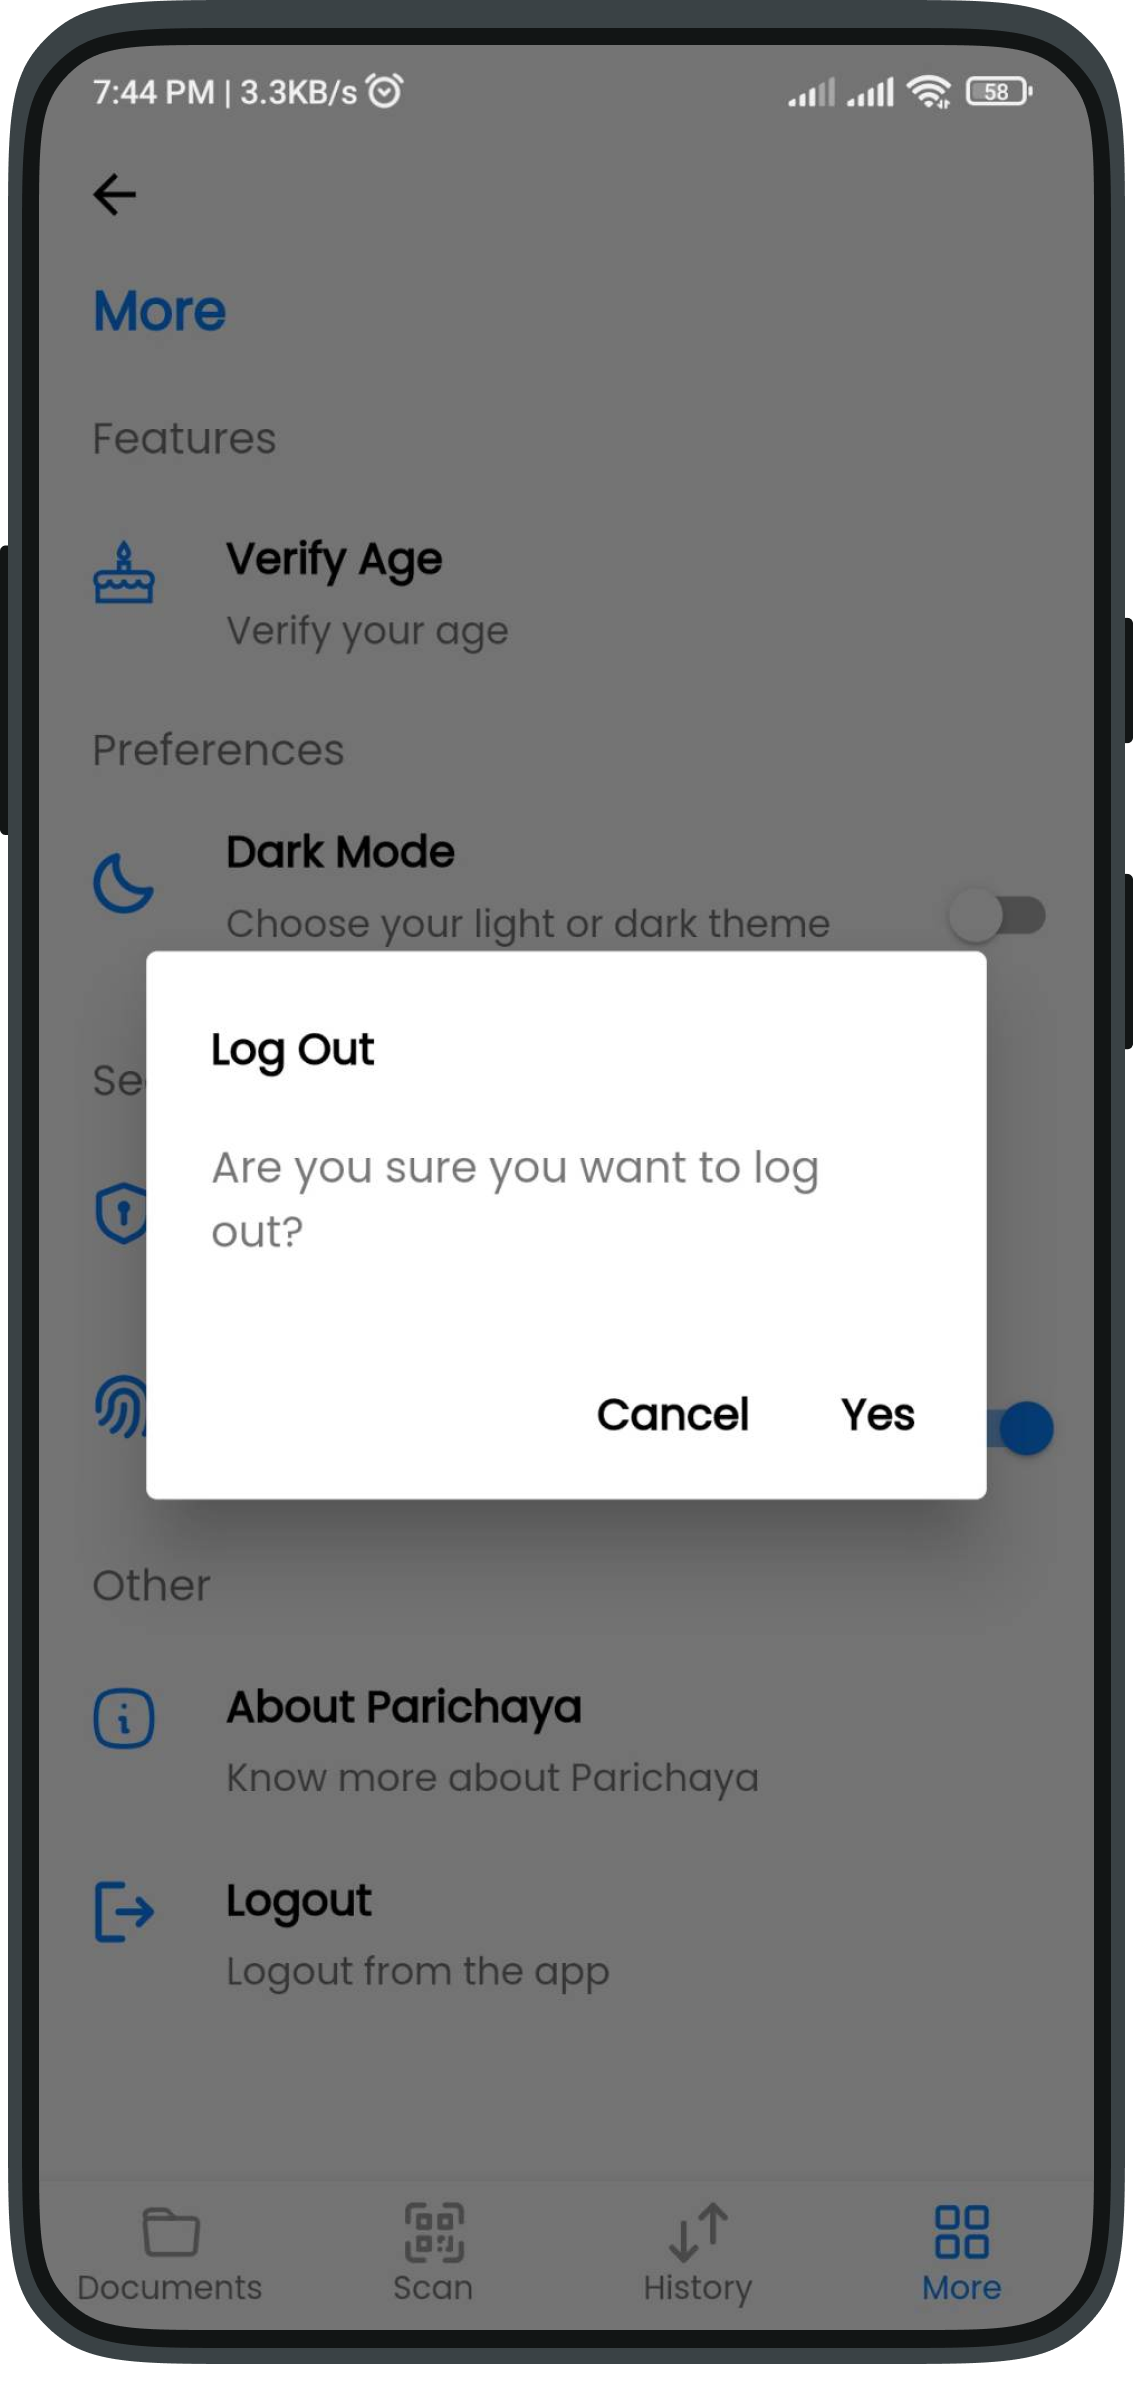 7:44 PM | 3.3KB/s
58
More
Features
Verify Age
Verify your age
Preferences
Dark Mode
Choose your light or dark theme
Log Out
Are you sure you want to log
out?
Cancel Yes
Other
About Parichaya
Know more about Parichaya
Logout
Logout from the app
Documents Scan History More